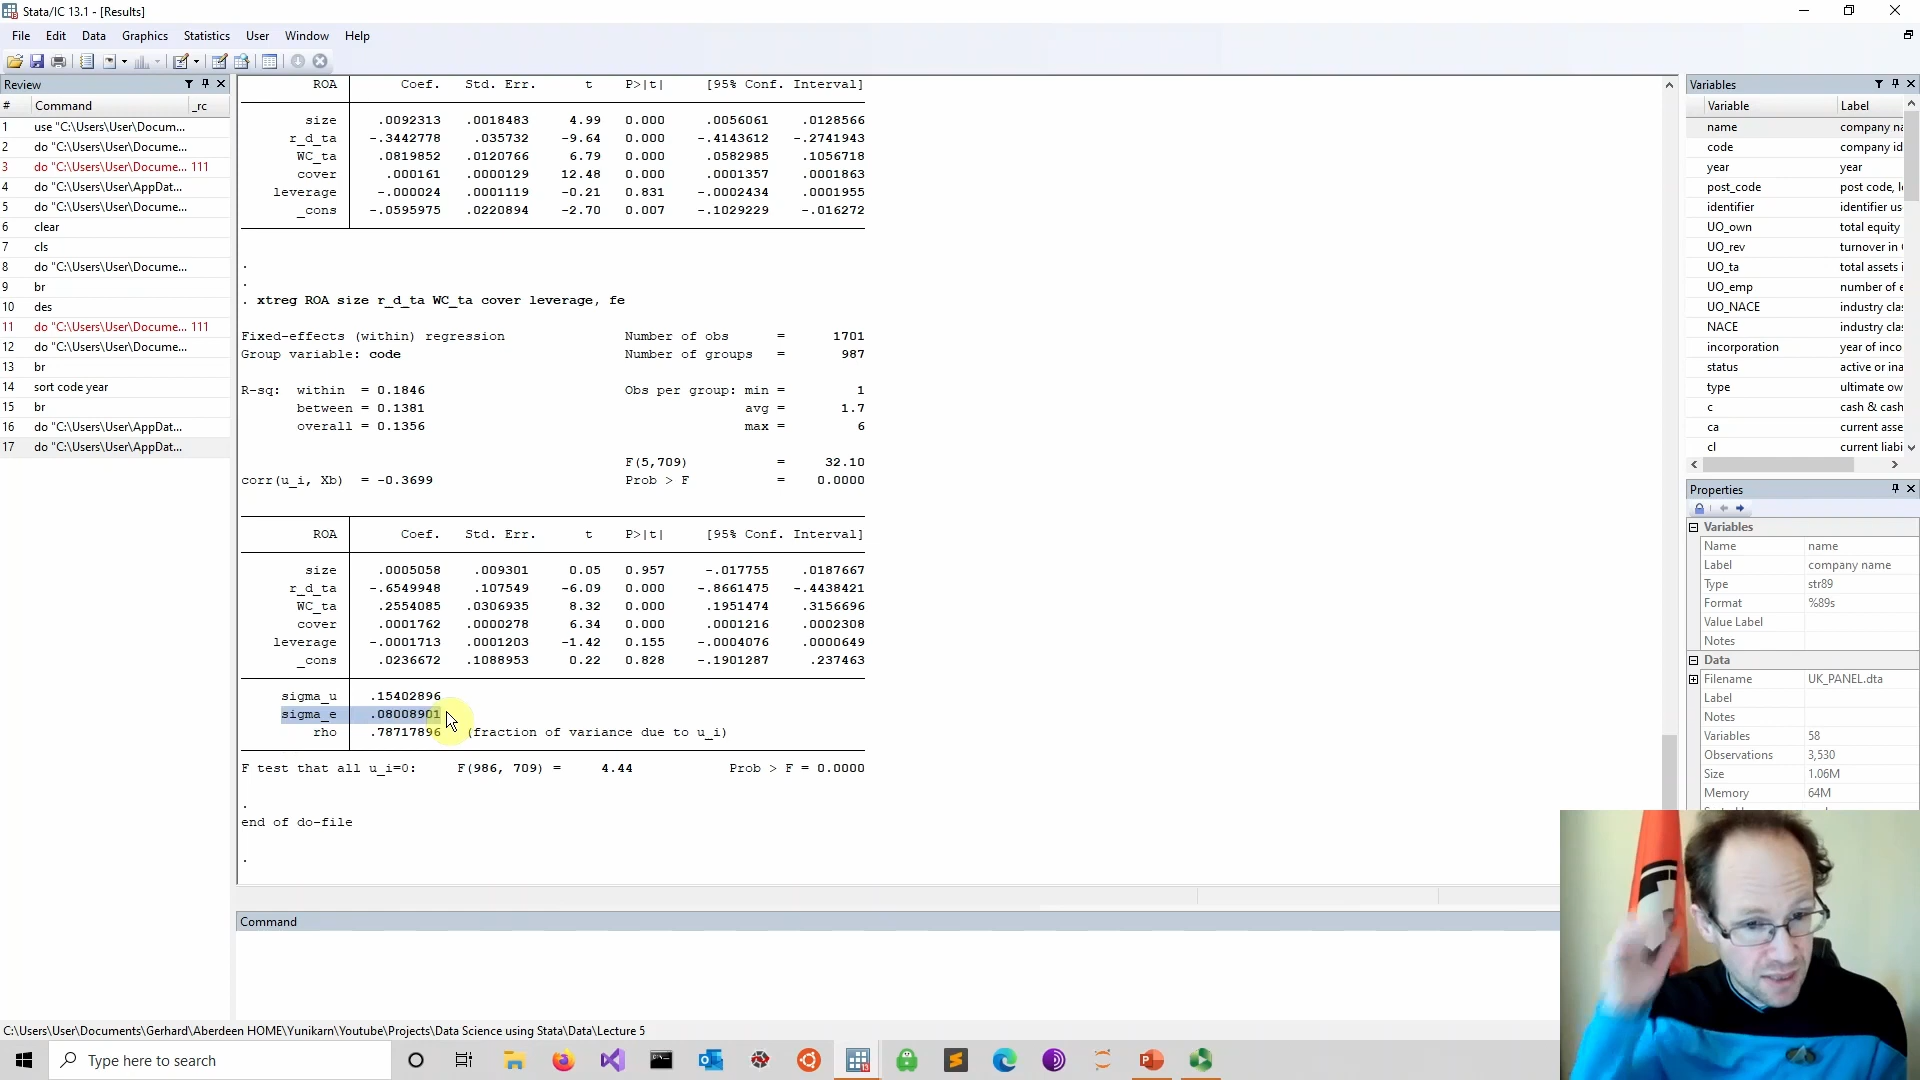 Stata/IC 13.1 - [Results]
File Edit Data Graphics Statistics User Window Help
Review
# Command _rc
1 use "C:\Users\User\Docum...
2 do "C:\Users\User\Docume...
3 do "C:\Users\User\Docume... 111
4 do "C:\Users\User\AppDat...
5 do "C:\Users\User\Docume...
6 clear
7 cls
8 do "C:\Users\User\Docume...
9 br
10 des
11 do "C:\Users\User\Docume... 111
12 do "C:\Users\User\Docume...
13 br
14 sort code year
15 br
16 do "C:\Users\User\AppDat...
17 do "C:\Users\User\AppDat...
ROA Coef. Std. Err. t P>|t| [95% Conf. Interval]
size .0092313 .0018483 4.99 0.000 .0056061 .0128566
r_d_ta -.3442778 .035732 -9.64 0.000 -.4143612 -.2741943
WC_ta .0819852 .0120766 6.79 0.000 .0582985 .1056718
cover .000161 .0000129 12.48 0.000 .0001357 .0001863
leverage -.000024 .0001119 -0.21 0.831 -.0002434 .0001955
_cons -.0595975 .0220894 -2.70 0.007 -.1029229 -.016272
.
.
. xtreg ROA size r_d_ta WC_ta cover leverage, fe
Fixed-effects (within) regression Number of obs = 1701
Group variable: code Number of groups = 987
R-sq: within = 0.1846 Obs per group: min = 1
between = 0.1381 avg = 1.7
overall = 0.1356 max = 6
F(5,709) = 32.10
corr(u_i, Xb) = -0.3699 Prob > F = 0.0000
ROA Coef. Std. Err. t P>|t| [95% Conf. Interval]
size .0005058 .009301 0.05 0.957 -.017755 .0187667
r_d_ta -.6549948 .107549 -6.09 0.000 -.8661475 -.4438421
WC_ta .2554085 .0306935 8.32 0.000 .1951474 .3156696
cover .0001762 .0000278 6.34 0.000 .0001216 .0002308
leverage -.0001713 .0001203 -1.42 0.155 -.0004076 .0000649
_cons .0236672 .1088953 0.22 0.828 -.1901287 .237463
sigma_u .15402896
sigma_e .08008901
rho .78717896 (fraction of variance due to u_i)
F test that all u_i=0: F(986, 709) = 4.44 Prob > F = 0.0000
.
end of do-file
.
Command
Variables
Variable Label
name company na
code company id
year year
post_code post code, l
identifier identifier us
UO_own total equity
UO_rev turnover in
UO_ta total assets i
UO_emp number of e
UO_NACE industry clas
NACE industry clas
incorporation year of inco
status active or ina
type ultimate ow
c cash & cash
ca current asse
cl current liabi
Properties
Variables
Name name
Label company name
Type str89
Format %89s
Value Label
Notes
Data
Filename UK_PANEL.dta
Label
Notes
Variables 58
Observations 3,530
Size 1.06M
Memory 64M
C:\Users\User\Documents\Gerhard\Aberdeen HOME\Yunikarn\Youtube\Projects\Data Science using Stata\Data\Lecture 5
Type here to search